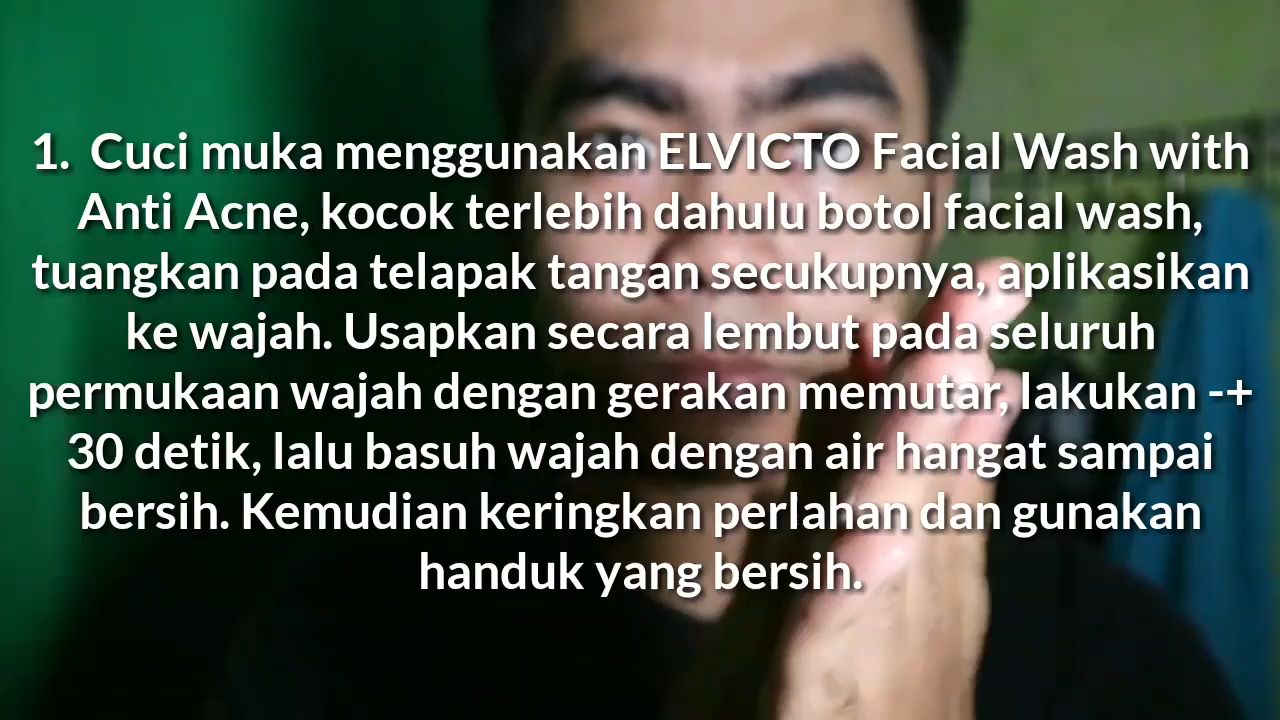 1. Cuci muka menggunakan ELVICTO Facial Wash with
Anti Acne, kocok terlebih dahulu botol facial wash,
tuangkan pada telapak tangan secukupnya, aplikasikan
ke wajah. Usapkan secara lembut pada seluruh
permukaan wajah dengan gerakan memutar, lakukan -+
30 detik, lalu basuh wajah dengan air hangat sampai
bersih. Kemudian keringkan perlahan dan gunakan
handuk yang bersih.